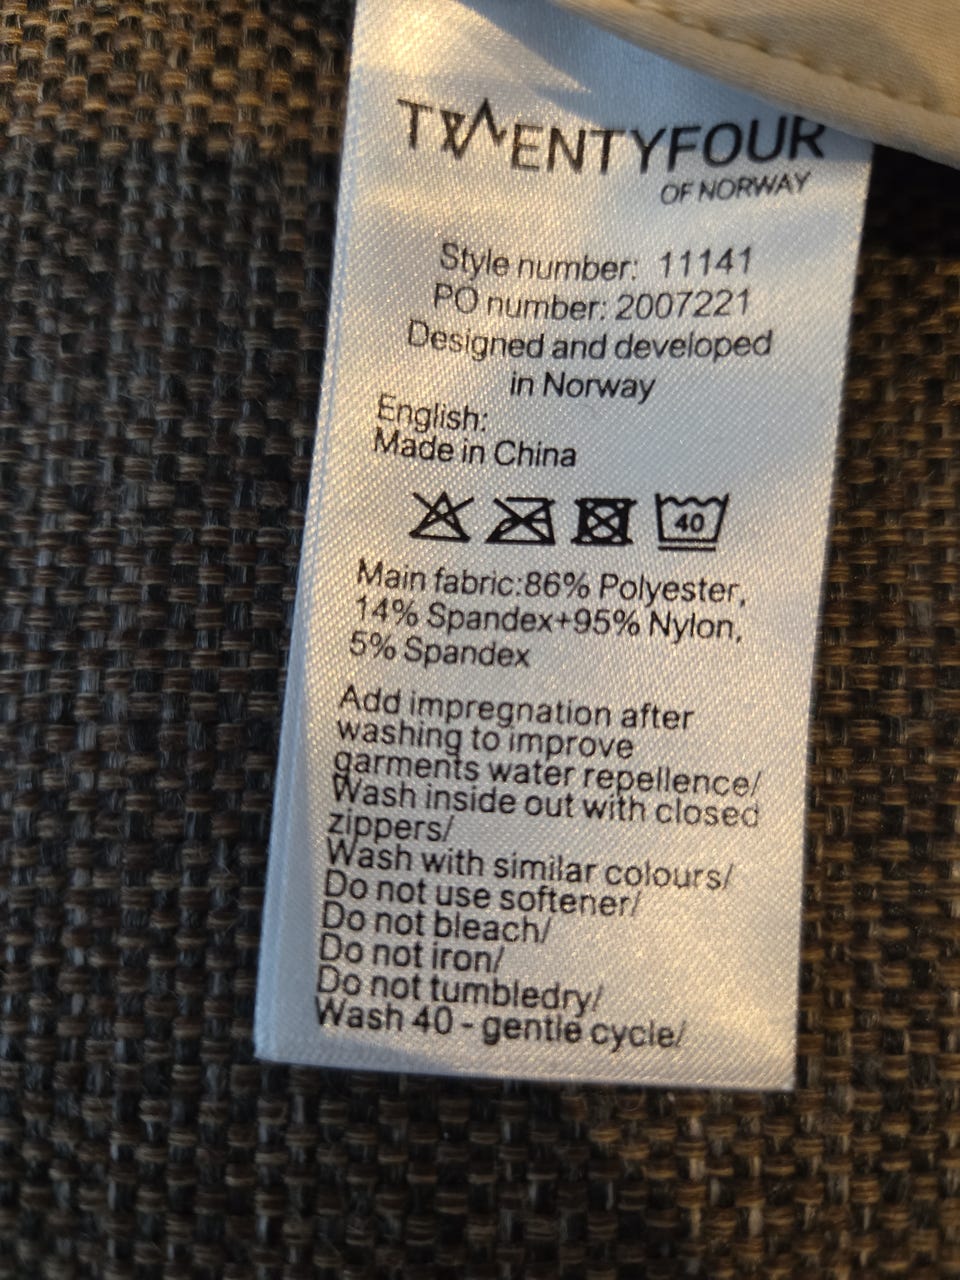 TWENTYFOUR
OF NORWAY
Style number: 11141
PO number: 2007221
Designed and developed
in Norway
English:
Made in China
40
Main fabric:86% Polyester,
14% Spandex+95% Nylon,
5% Spandex
Add impregnation after
washing to improve
garments water repellence/
Wash inside out with closed
zippers/
Wash with similar colours/
Do not use softener/
Do not bleach/
Do not iron/
Do not tumbledry/
Wash 40 - gentle cycle/